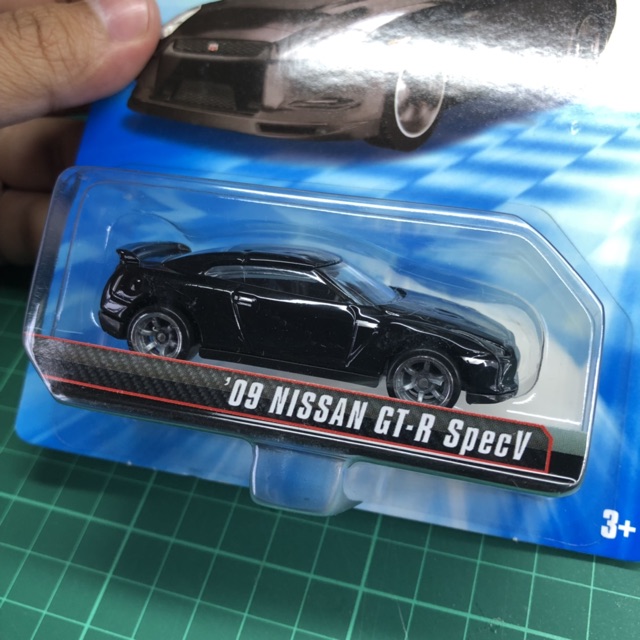 '09 NISSAN GT-R SpecV
3+